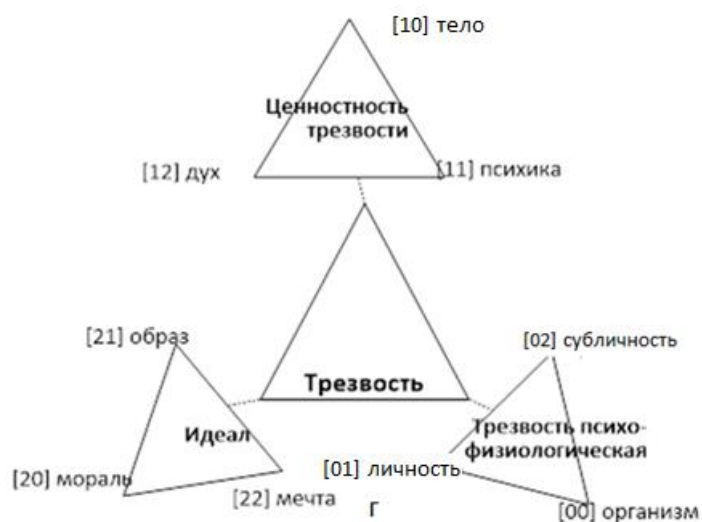 [10] тело
Ценностность
трезвости
[12] дух
[11] психика
[21] образ
[02] субличность
Трезвость
Идеал
Трезвость психо-
физиологическая
[20] мораль
[22] мечта
[01] личность
г
[00] организм